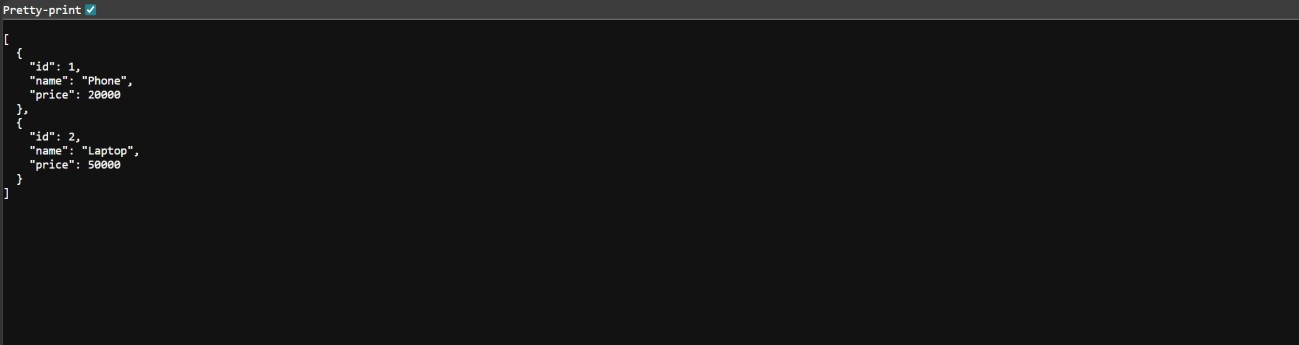 Pretty-print
[
  {
    "id": 1,
    "name": "Phone",
    "price": 20000
  },
  {
    "id": 2,
    "name": "Laptop",
    "price": 50000
  }
]